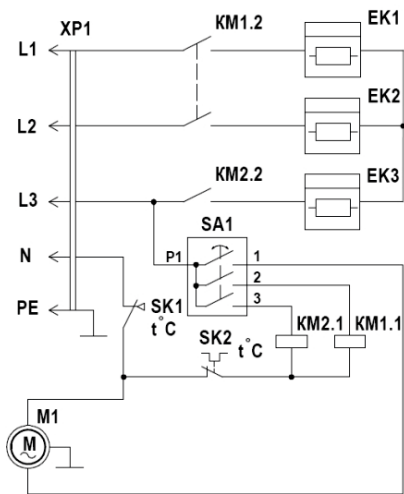 XP1
KM1.2
EK1
L1
EK2
L2
KM2.2
EK3
L3
SA1
N
P1
1
2
3
PE
SK1
t°C
KM2.1
KM1.1
SK2
t°C
M1
M
~